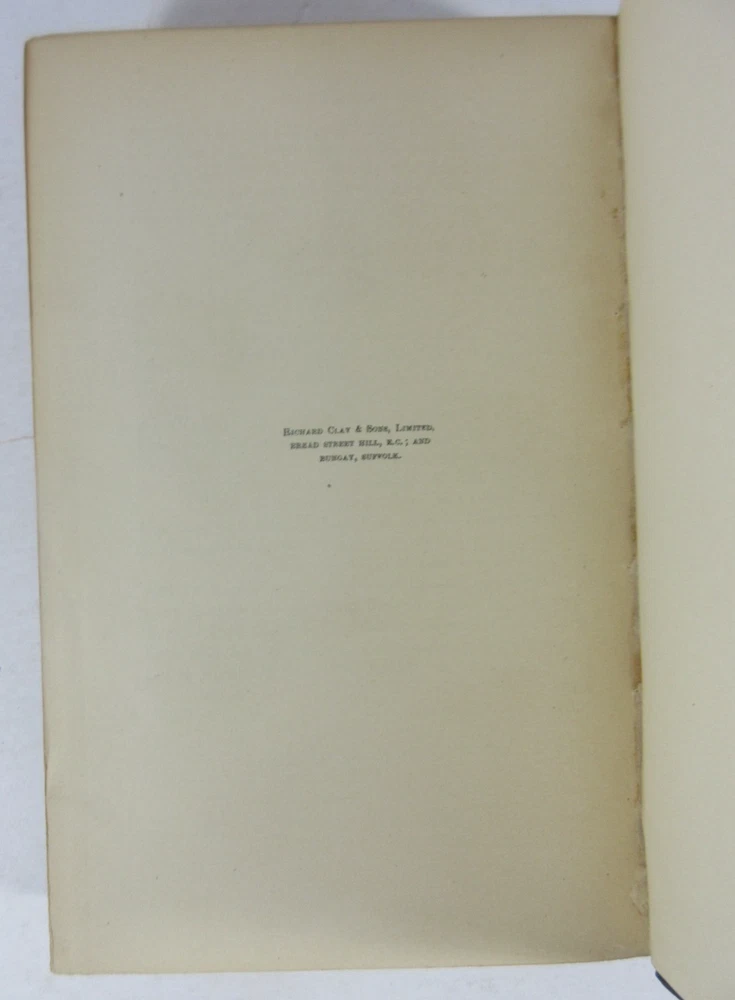 Richard Clay & Sons, Limited,
BREAD STREET HILL, E.C.; AND
BUNGAY, SUFFOLK.